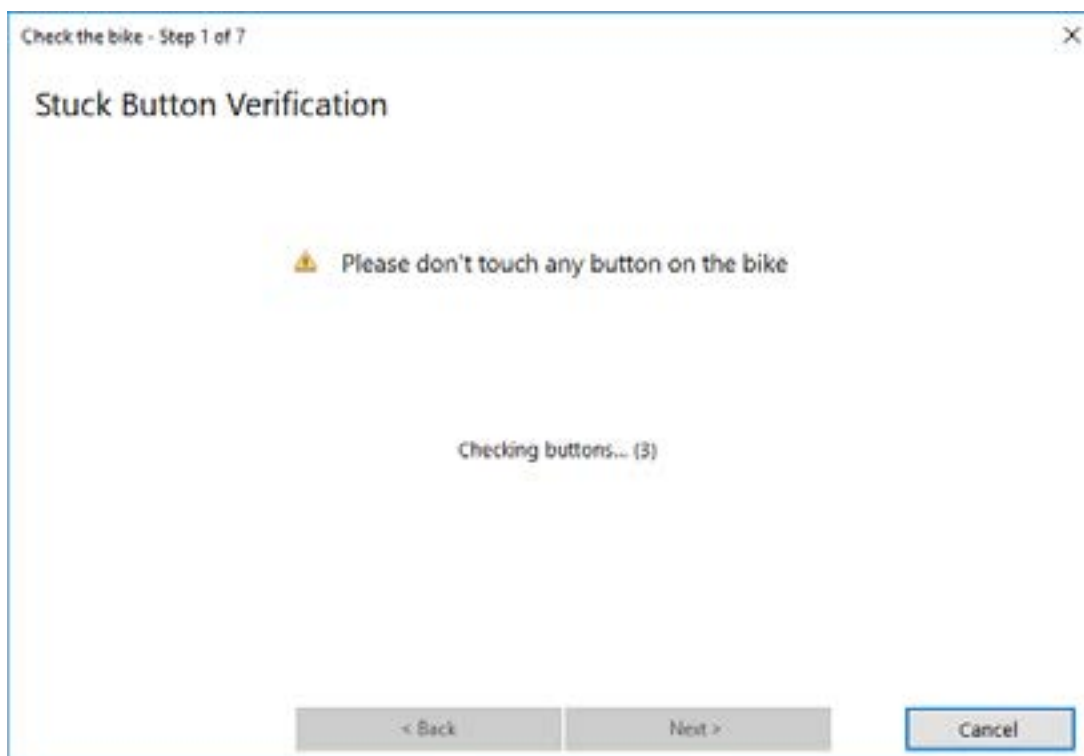 Check the bike - Step 1 of 7
Stuck Button Verification
Please don't touch any button on the bike
Checking buttons... (3)
< Back
Next >
Cancel